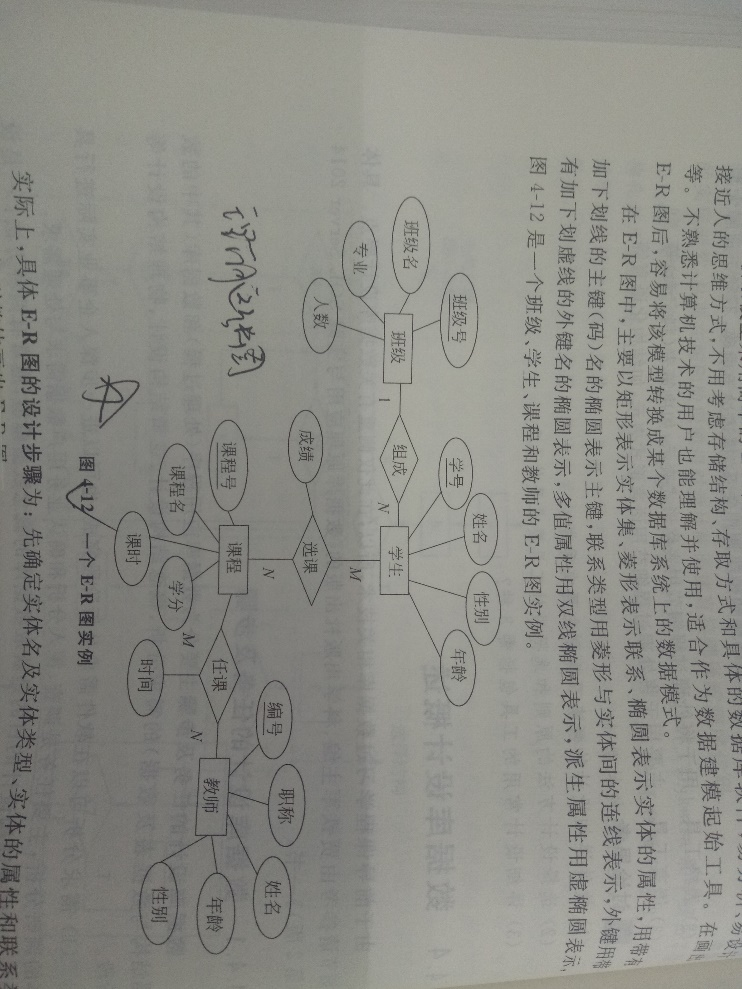 接近人的思维方式,不用考虑存储结构、存取方式和具体的数据库软件,易分析、易设计
等。不熟悉计算机技术的用户也能理解并使用,适合作为数据建模起始工具。在画
E-R 图后,容易将该模型转换成某个数据库系统上的数据模式。
在 E-R 图中,主要以矩形表示实体集、菱形表示联系、椭圆表示实体的属性,用带有
加下划线的主键(码)名的椭圆表示主键,联系类型用菱形与实体间的连线表示,外键用带
有加下划虚线的外键名的椭圆表示,多值属性用双线椭圆表示,派生属性用虚椭圆表示,
图 4-12 是一个班级、学生、课程和教师的 E-R 图实例。
班级名
班级号
专业
人数
班级
1
组成
N
学号
姓名
性别
年龄
学生
M
成绩
选课
N
课程号
课程名
课时
学分
课程
M
任课
时间
N
编号
职称
姓名
年龄
性别
教师
图 4-12 一个 E-R 图实例
实际上,具体 E-R 图的设计步骤为:先确定实体名及实体类型、实体的属性和联系